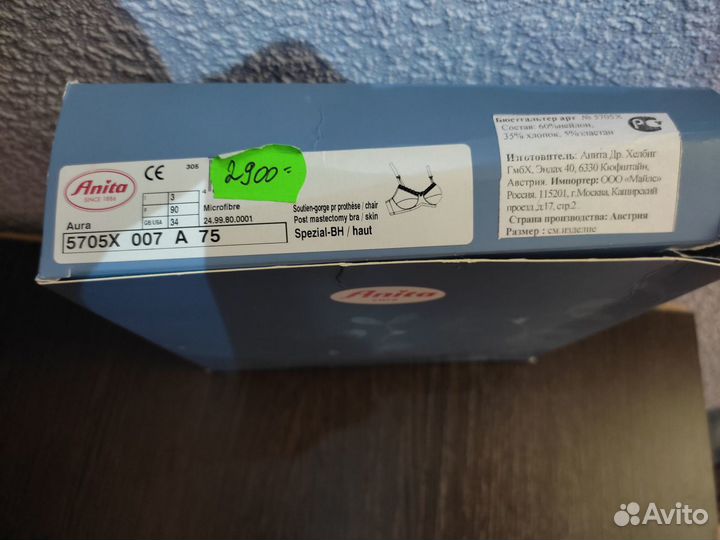 Anita
SINCE 1886
CE
305
2900=
I 3
90
GB USA 34
4
Microfibre
24.99.80.0001
Aura
5705X 007 A 75
Soutien-gorge pr prothèse / chair
Post mastectomy bra / skin
Spezial-BH / haut
Бюстгальтер арт. № 5705X
Состав: 60%нейлон,
35% хлопок, 5%эластан
Изготовитель: Анита Др. Хелбиг
ГмбХ, Эндах 40, 6330 Кюфштайн,
Австрия. Импортер: ООО «Майлс»
Россия. 115201, г.Москва, Каширский
проезд д.17, стр.2
Страна производства: Австрия
Размер : см.изделие
Anita
Avito